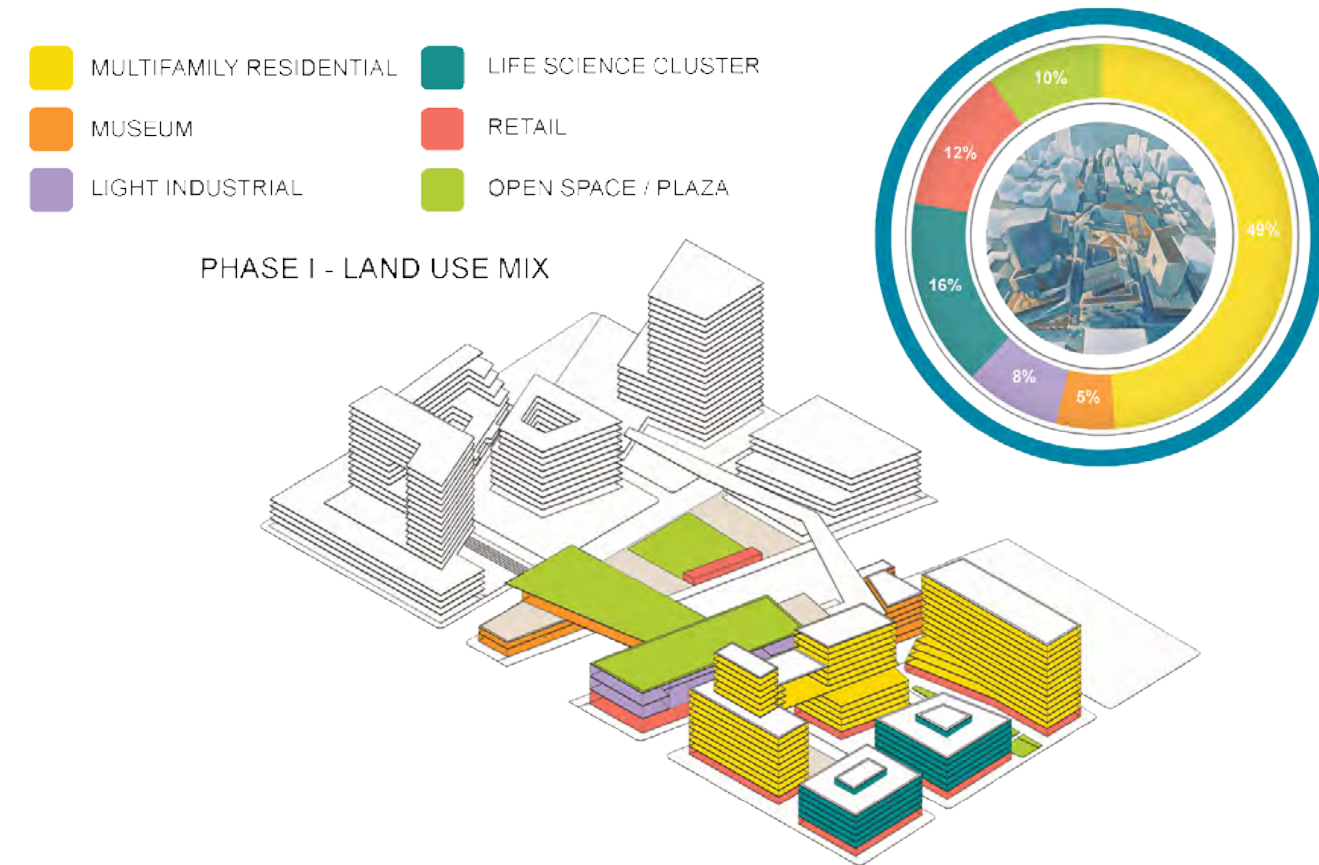 MULTIFAMILY RESIDENTIAL
MUSEUM
LIGHT INDUSTRIAL
LIFE SCIENCE CLUSTER
RETAIL
OPEN SPACE / PLAZA
PHASE I - LAND USE MIX
10%
12%
49%
16%
8%
5%